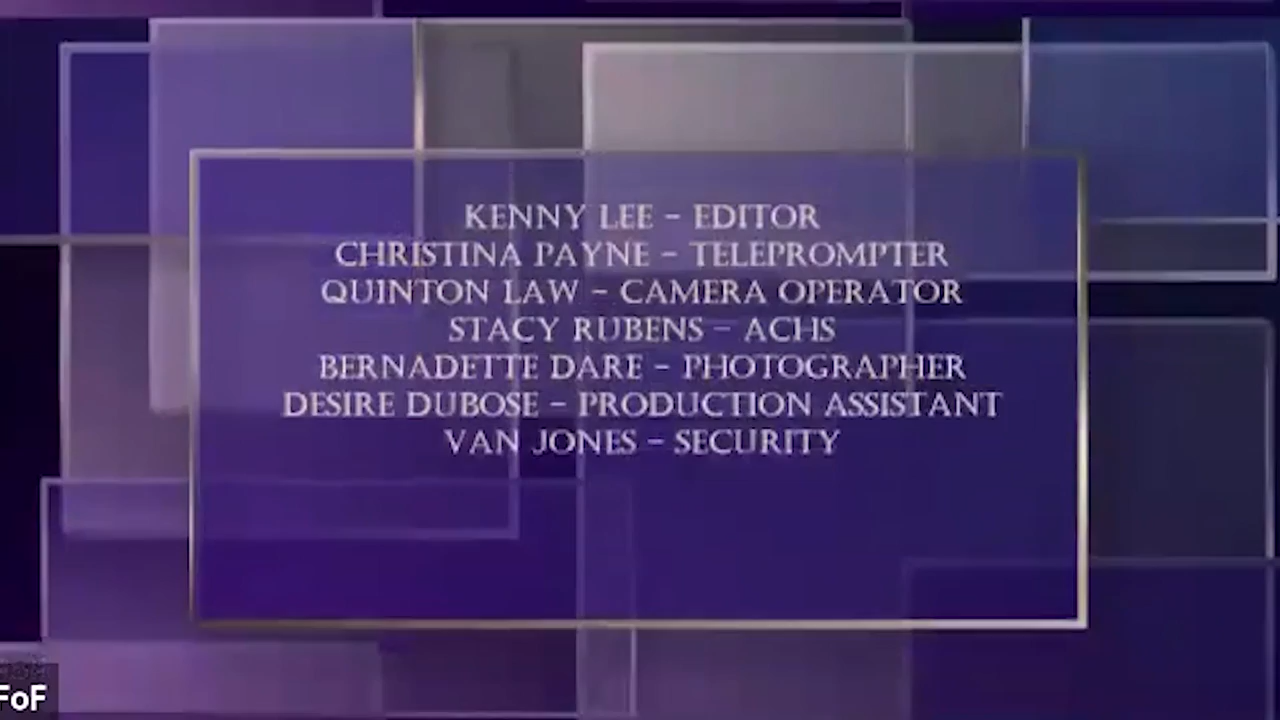 KENNY LEE – EDITOR
CHRISTINA PAYNE – TELEPROMPTER
QUINTON LAW – CAMERA OPERATOR
STACY RUBENS – ACHS
BERNADETTE DARE – PHOTOGRAPHER
DESIRE DUBOSE – PRODUCTION ASSISTANT
VAN JONES – SECURITY
FoF